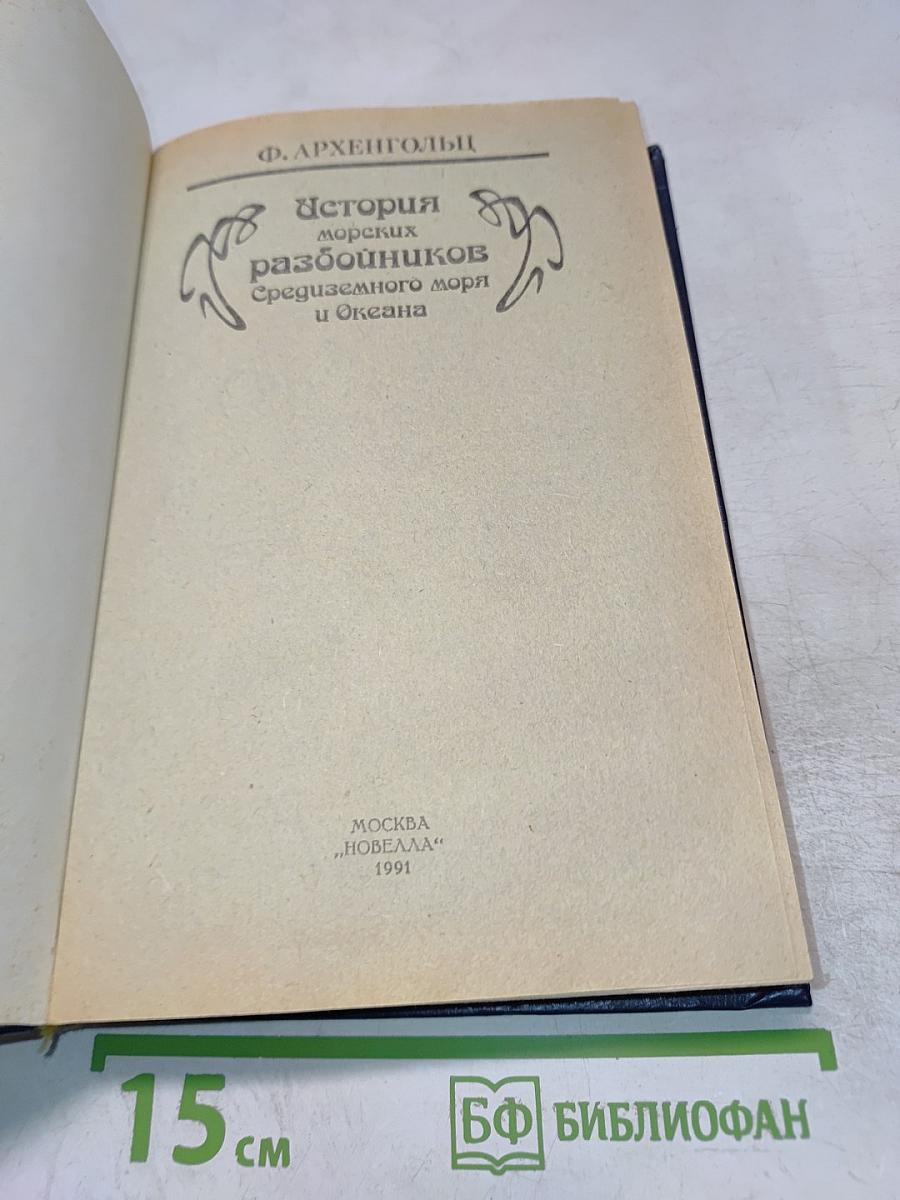 Ф. АРХЕНГОЛЬЦ
История
морских
разбойников
Средиземного моря
и Океана
МОСКВА
„НОВЕЛЛА“
1991
15 см
БФ БИБЛИОФАН